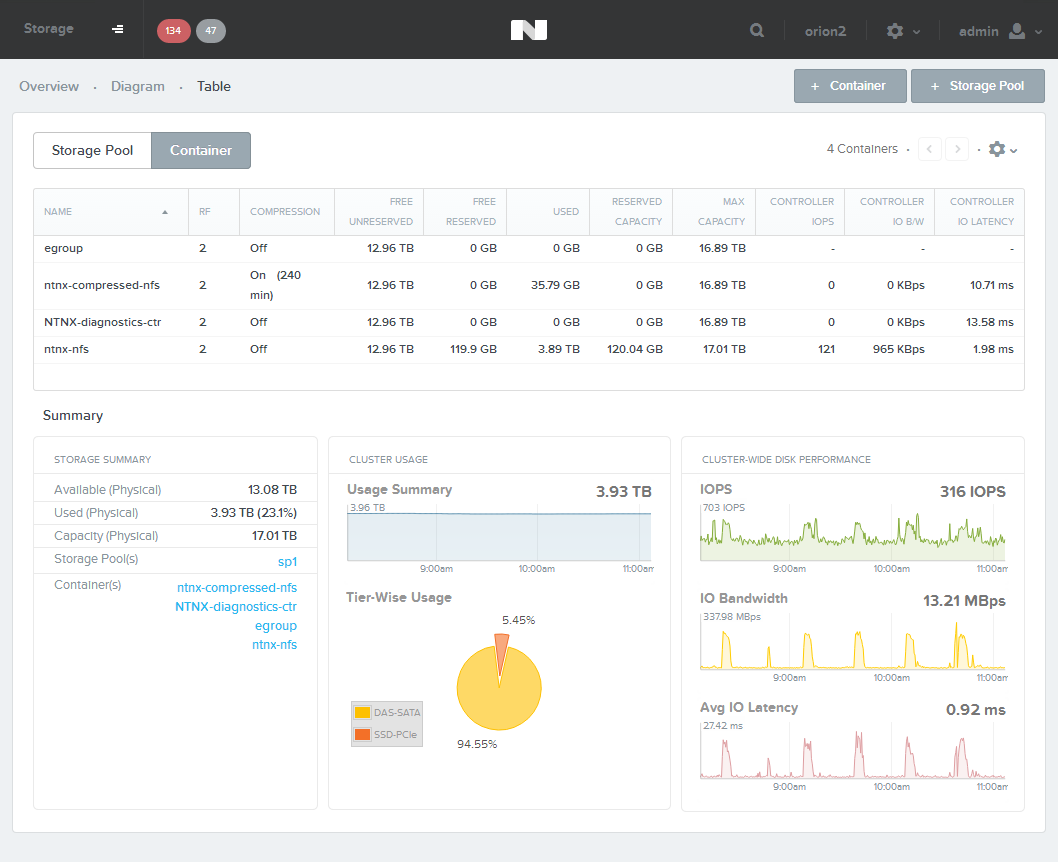 Storage
134
47
orion2
admin
Overview · Diagram · Table
+ Container
+ Storage Pool
Storage Pool
Container
4 Containers ·
NAME
RF
COMPRESSION
FREE
UNRESERVED
FREE
RESERVED
USED
RESERVED
CAPACITY
MAX
CAPACITY
CONTROLLER
IOPS
CONTROLLER
IO B/W
CONTROLLER
IO LATENCY
egroup 2 Off 12.96 TB 0 GB 0 GB 0 GB 16.89 TB - - -
ntnx-compressed-nfs 2 On (240
min) 12.96 TB 0 GB 35.79 GB 0 GB 16.89 TB 0 0 KBps 10.71 ms
NTNX-diagnostics-ctr 2 Off 12.96 TB 0 GB 0 GB 0 GB 16.89 TB 0 0 KBps 13.58 ms
ntnx-nfs 2 Off 12.96 TB 119.9 GB 3.89 TB 120.04 GB 17.01 TB 121 965 KBps 1.98 ms
Summary
STORAGE SUMMARY
Available (Physical) 13.08 TB
Used (Physical) 3.93 TB (23.1%)
Capacity (Physical) 17.01 TB
Storage Pool(s) sp1
Container(s) ntnx-compressed-nfs
NTNX-diagnostics-ctr
egroup
ntnx-nfs
CLUSTER USAGE
Usage Summary 3.93 TB
3.96 TB
9:00am 10:00am 11:00am
Tier-Wise Usage
5.45%
DAS-SATA
SSD-PCIe
94.55%
CLUSTER-WIDE DISK PERFORMANCE
IOPS 316 IOPS
703 IOPS
9:00am 10:00am 11:00am
IO Bandwidth 13.21 MBps
337.98 MBps
9:00am 10:00am 11:00am
Avg IO Latency 0.92 ms
27.42 ms
9:00am 10:00am 11:00am